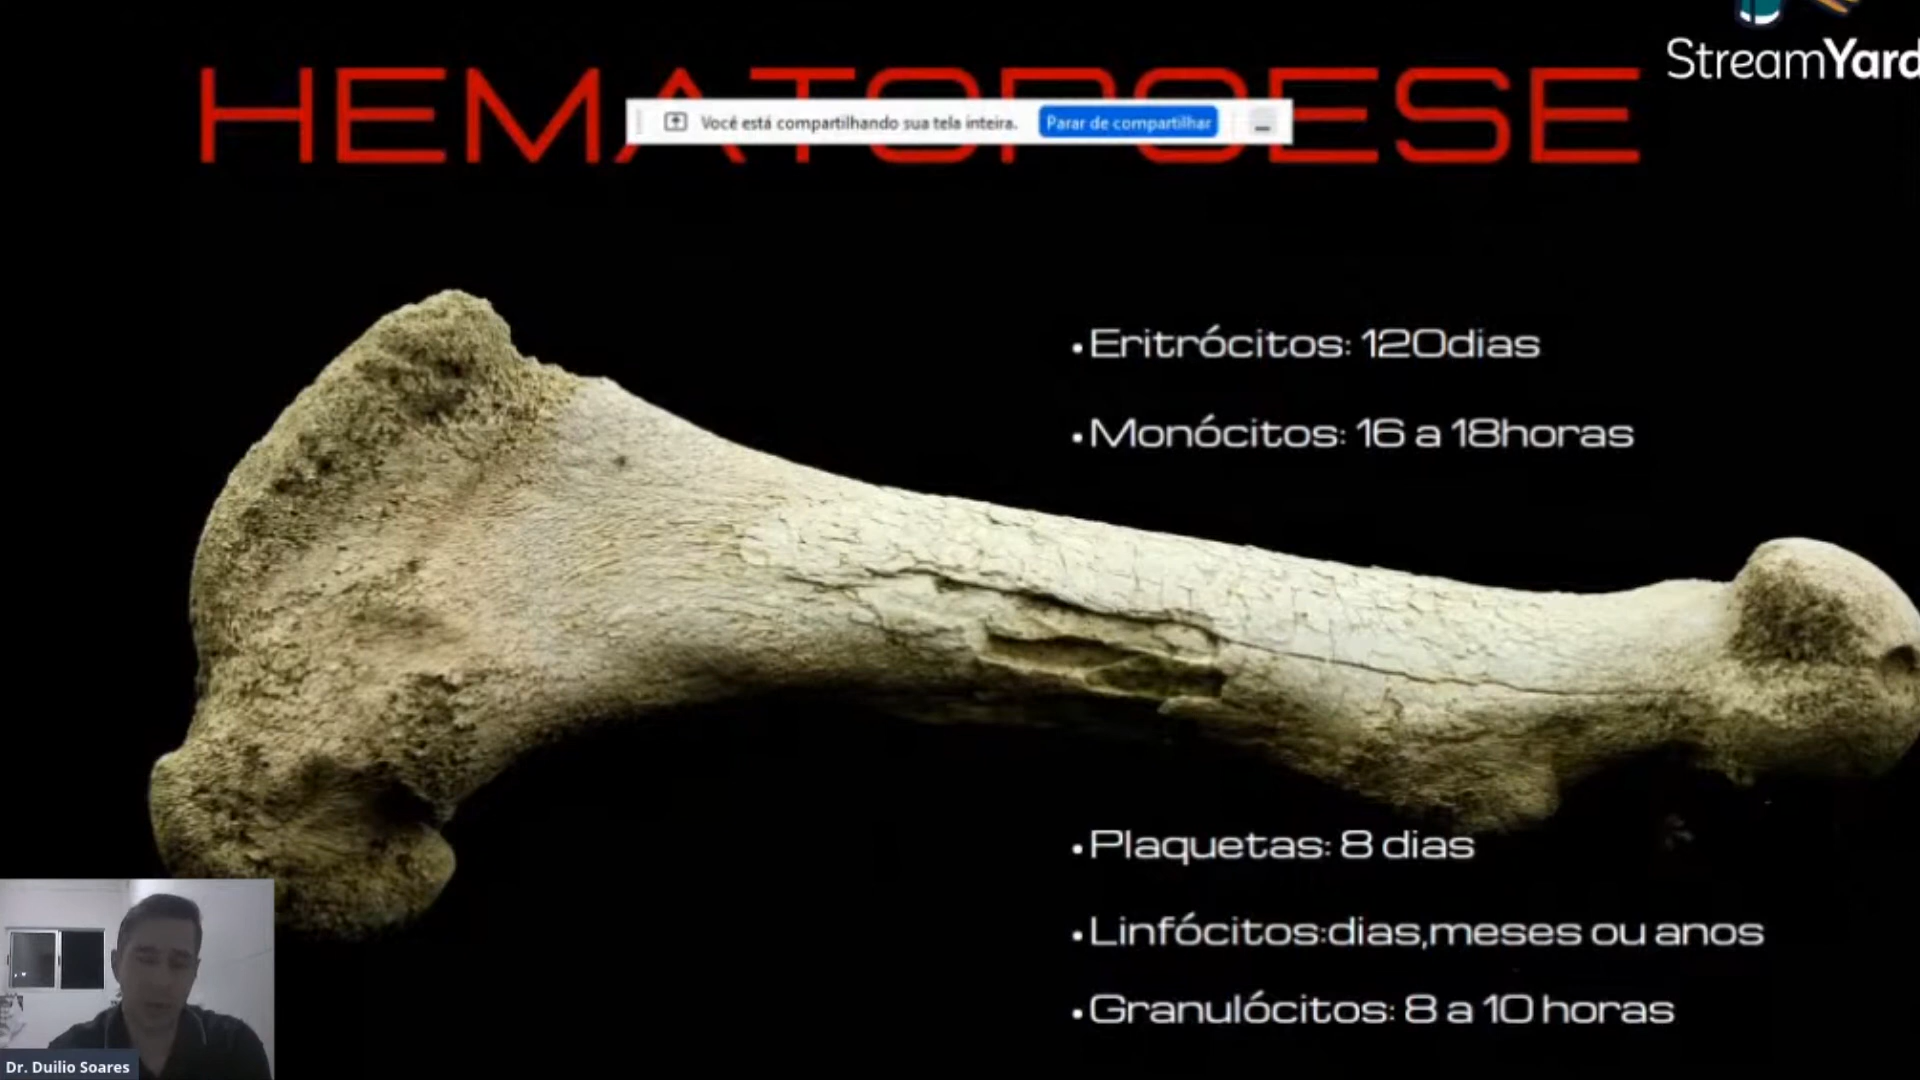 StreamYard
HEMATOPOESE
Você está compartilhando sua tela inteira.
Parar de compartilhar
•Eritrócitos: 120dias
•Monócitos: 16 a 18horas
•Plaquetas: 8 dias
•Linfócitos:dias,meses ou anos
•Granulócitos: 8 a 10 horas
Dr. Duilio Soares